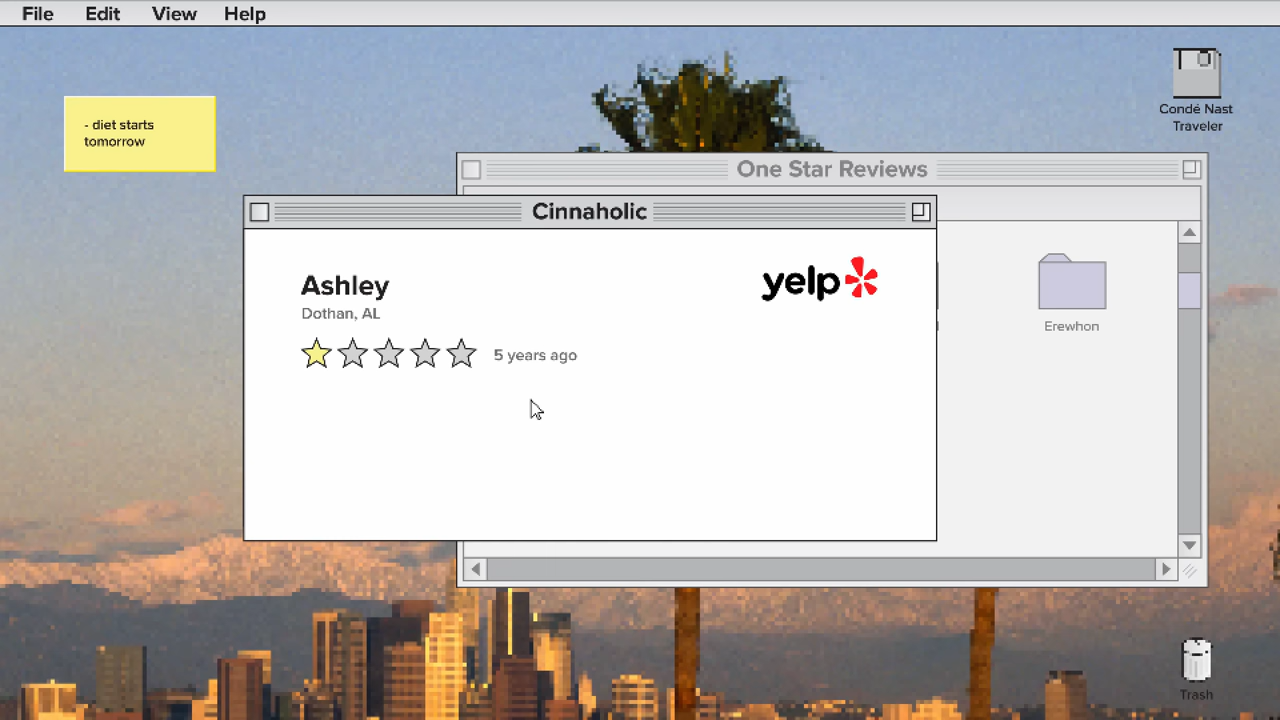 File Edit View Help
- diet starts
tomorrow
Condé Nast
Traveler
One Star Reviews
Cinnaholic
Ashley
yelp
Dothan, AL
5 years ago
Erewhon
Trash